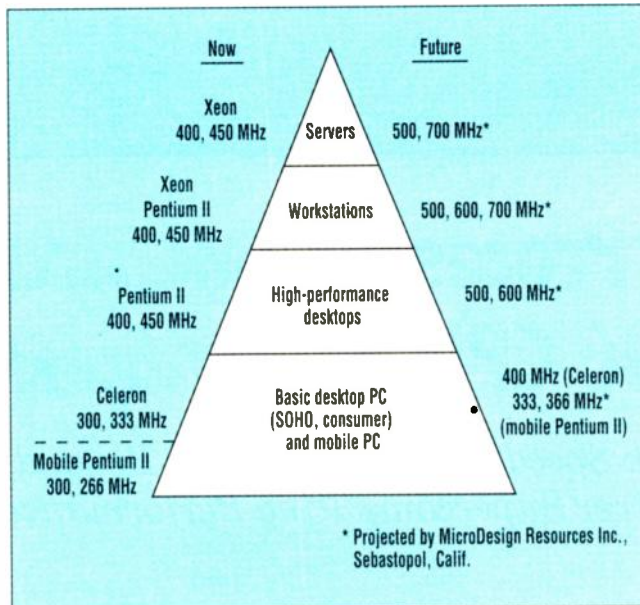 Now
Future
Xeon
400, 450 MHz
Servers
500, 700 MHz*
Xeon
Pentium II
400, 450 MHz
Workstations
500, 600, 700 MHz*
Pentium II
400, 450 MHz
High-performance
desktops
500, 600 MHz*
Celeron
300, 333 MHz
Mobile Pentium II
300, 266 MHz
Basic desktop PC
(SOHO, consumer)
and mobile PC
400 MHz (Celeron)
333, 366 MHz*
(mobile Pentium II)
* Projected by MicroDesign Resources Inc.,
Sebastopol, Calif.